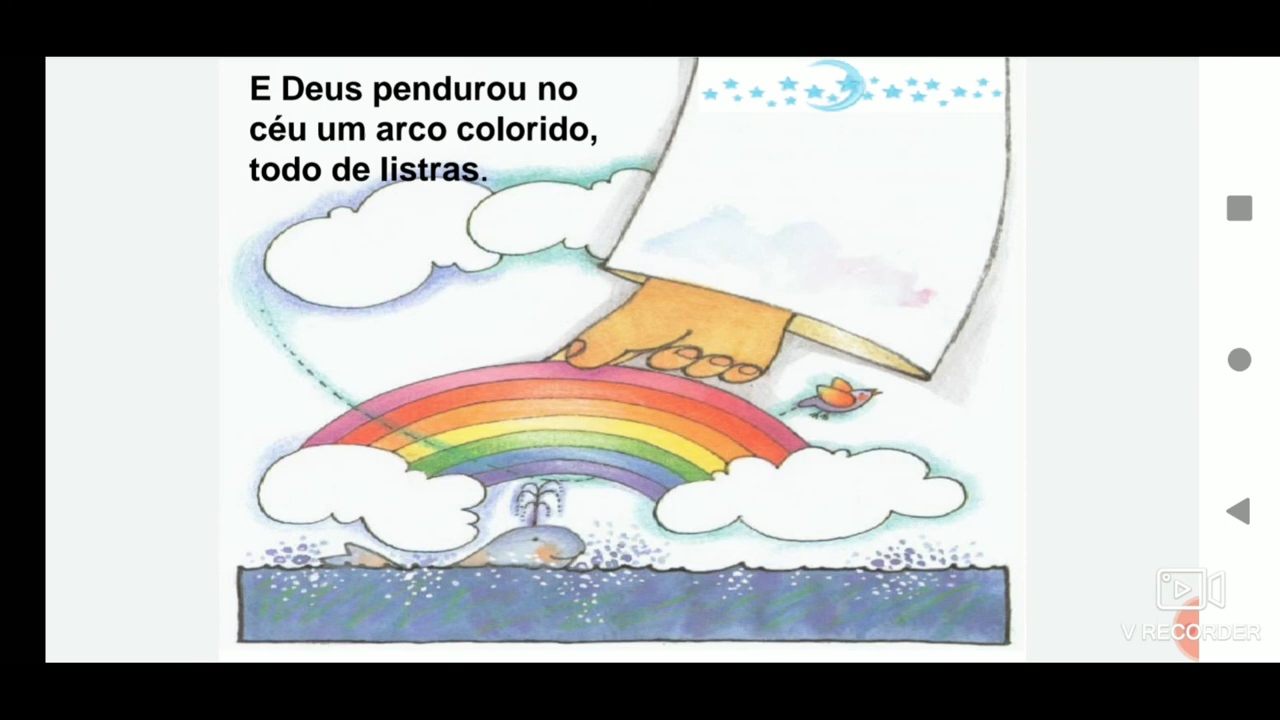 E Deus pendurou no
céu um arco colorido,
todo de listras.
V RECORDER